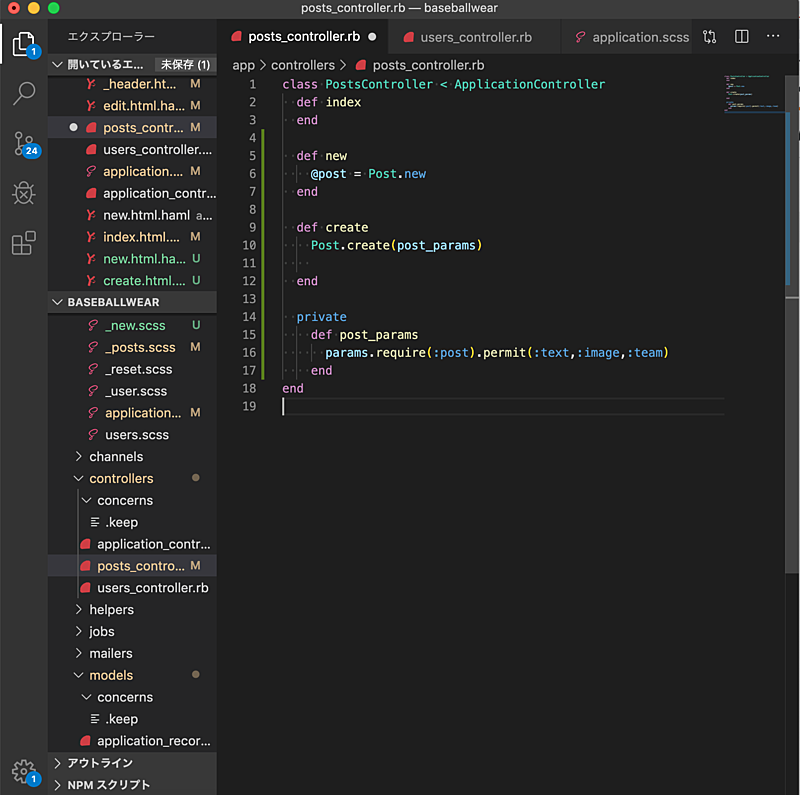 posts_controller.rb — baseballwear
エクスプローラー
posts_controller.rb
users_controller.rb
application.scss
1
24
1
開いているエ... 未保存 (1)
_header.ht... M
edit.html.ha... M
posts_contr... M
users_controller....
application.... M
application_contr...
new.html.haml a...
index.html.... M
new.html.ha... U
create.html.... U
BASEBALLWEAR
_new.scss U
_posts.scss M
_reset.scss
_user.scss
application... M
users.scss
channels
controllers
concerns
.keep
application_contr...
posts_contro... M
users_controller.rb
helpers
jobs
mailers
models
concerns
.keep
application_recor...
アウトライン
NPM スクリプト
app > controllers > posts_controller.rb
1 class PostsController < ApplicationController
2 def index
3 end
4
5 def new
6 @post = Post.new
7 end
8
9 def create
10 Post.create(post_params)
11
12 end
13
14 private
15 def post_params
16 params.require(:post).permit(:text,:image,:team)
17 end
18 end
19